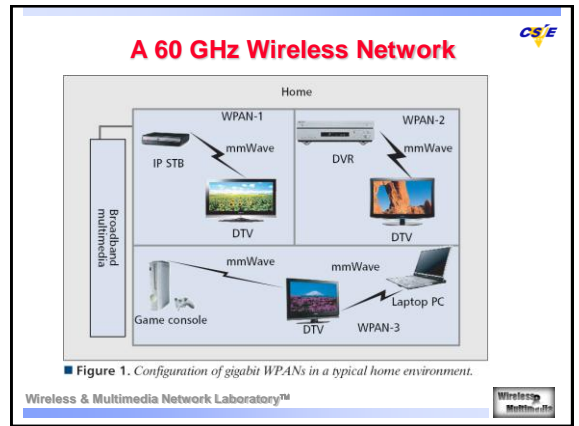 CSIE
A 60 GHz Wireless Network
Home
WPAN-1
mmWave
IP STB
DTV
WPAN-2
mmWave
DVR
DTV
Broadband
multimedia
mmWave
mmWave
Game console
DTV
Laptop PC
WPAN-3
Figure 1. Configuration of gigabit WPANs in a typical home environment.
Wireless & Multimedia Network Laboratory™
Wireless
Multimedia